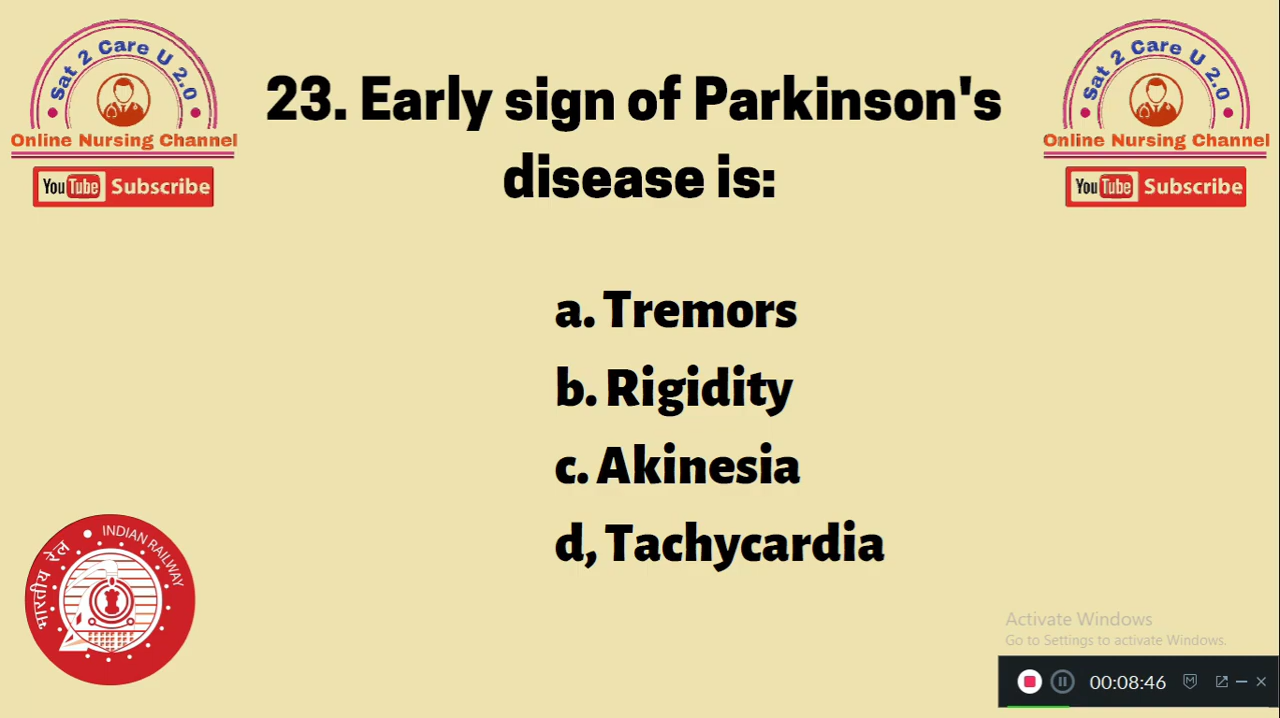 Sat 2 Care U 2.0
Online Nursing Channel
YouTube Subscribe
23. Early sign of Parkinson's
disease is:
Sat 2 Care U 2.0
Online Nursing Channel
YouTube Subscribe
a. Tremors
b. Rigidity
c. Akinesia
d, Tachycardia
भारतीय रेल INDIAN RAILWAY
Activate Windows
Go to Settings to activate Windows.
00:08:46